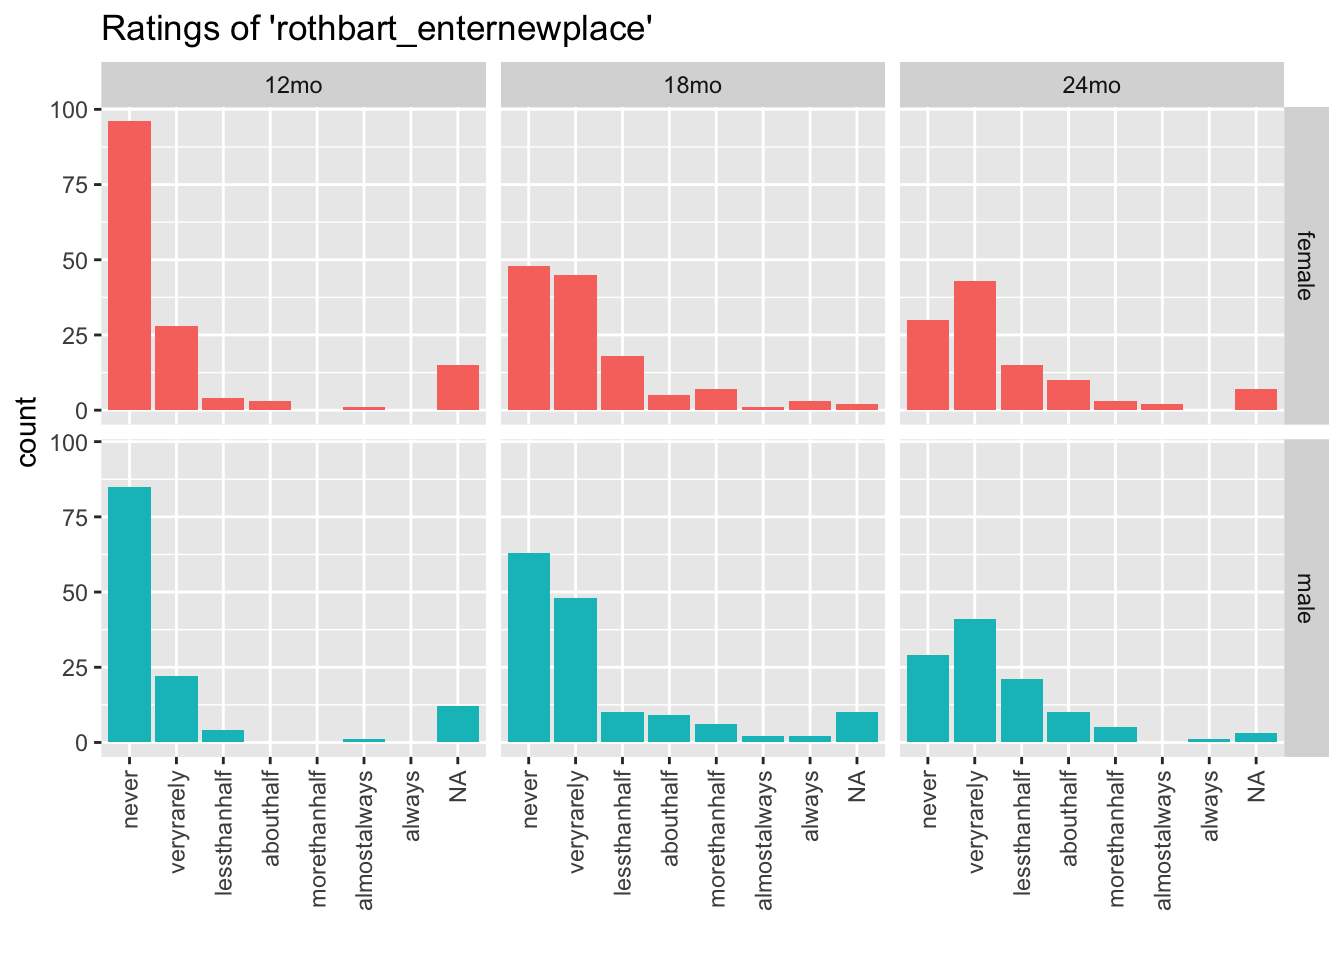 Ratings of 'rothbart_enternewplace'
12mo 18mo 24mo
100
75
50
25
0
female
count
100
75
50
25
0
male
never veryrarely lessthanhalf abouthalf morethanhalf almostalways always NA never veryrarely lessthanhalf abouthalf morethanhalf almostalways always NA never veryrarely lessthanhalf abouthalf morethanhalf almostalways always NA